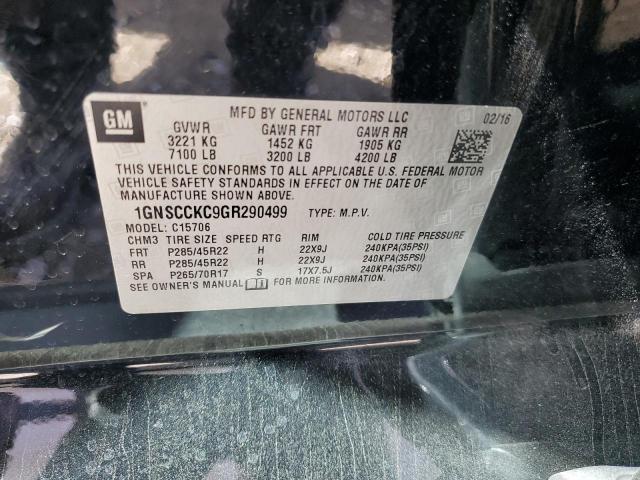 GM
MFD BY GENERAL MOTORS LLC 02/16
GVWR GAWR FRT GAWR RR
3221 KG 1452 KG 1905 KG
7100 LB 3200 LB 4200 LB
THIS VEHICLE CONFORMS TO ALL APPLICABLE U.S. FEDERAL MOTOR
VEHICLE SAFETY STANDARDS IN EFFECT ON THE DATE OF
MANUFACTURE SHOWN ABOVE.
1GNSCCKC9GR290499 TYPE: M.P.V.
MODEL: C15706
CHM3 TIRE SIZE SPEED RTG RIM COLD TIRE PRESSURE
FRT P285/45R22 H 22X9J 240KPA(35PSI)
RR P285/45R22 H 22X9J 240KPA(35PSI)
SPA P265/70R17 S 17X7.5J 240KPA(35PSI)
SEE OWNER'S MANUAL FOR MORE INFORMATION.